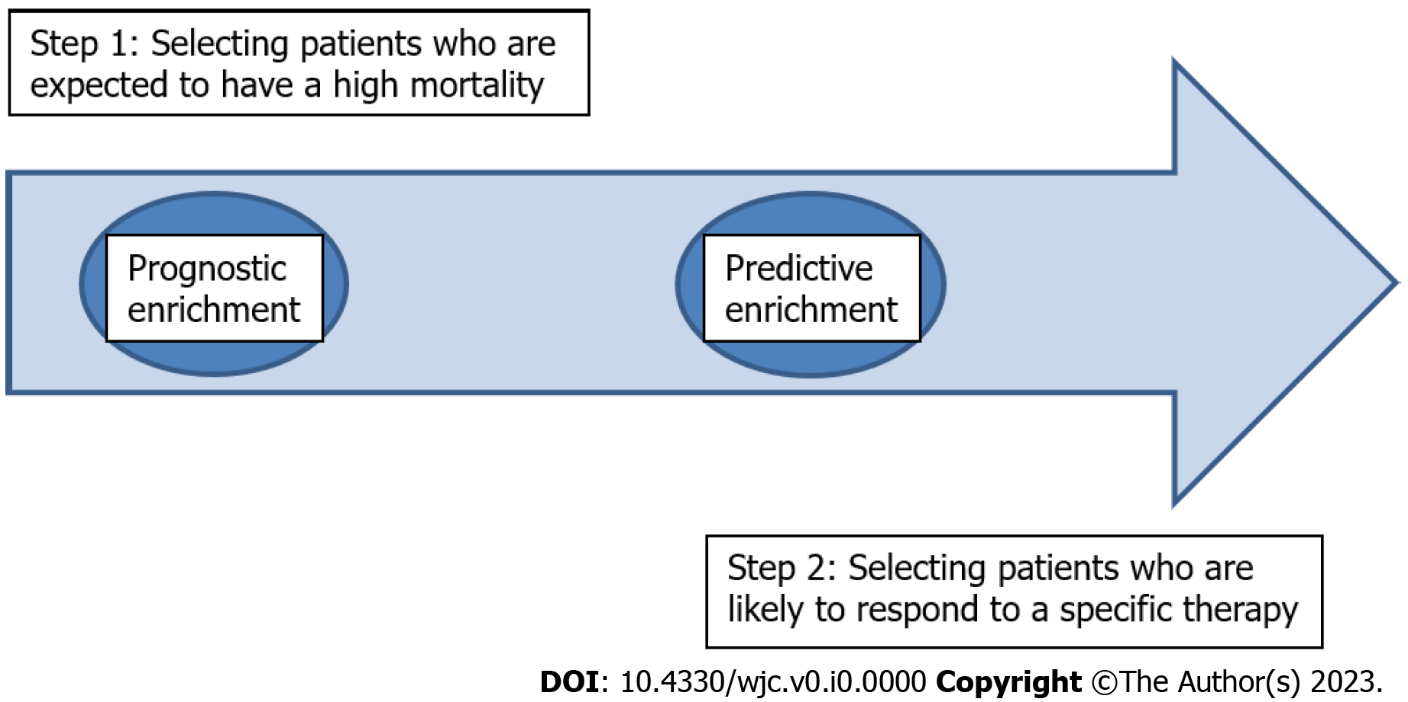 Step 1: Selecting patients who are
expected to have a high mortality
Prognostic
enrichment
Predictive
enrichment
Step 2: Selecting patients who are
likely to respond to a specific therapy
DOI: 10.4330/wjc.v0.i0.0000 Copyright ©The Author(s) 2023.